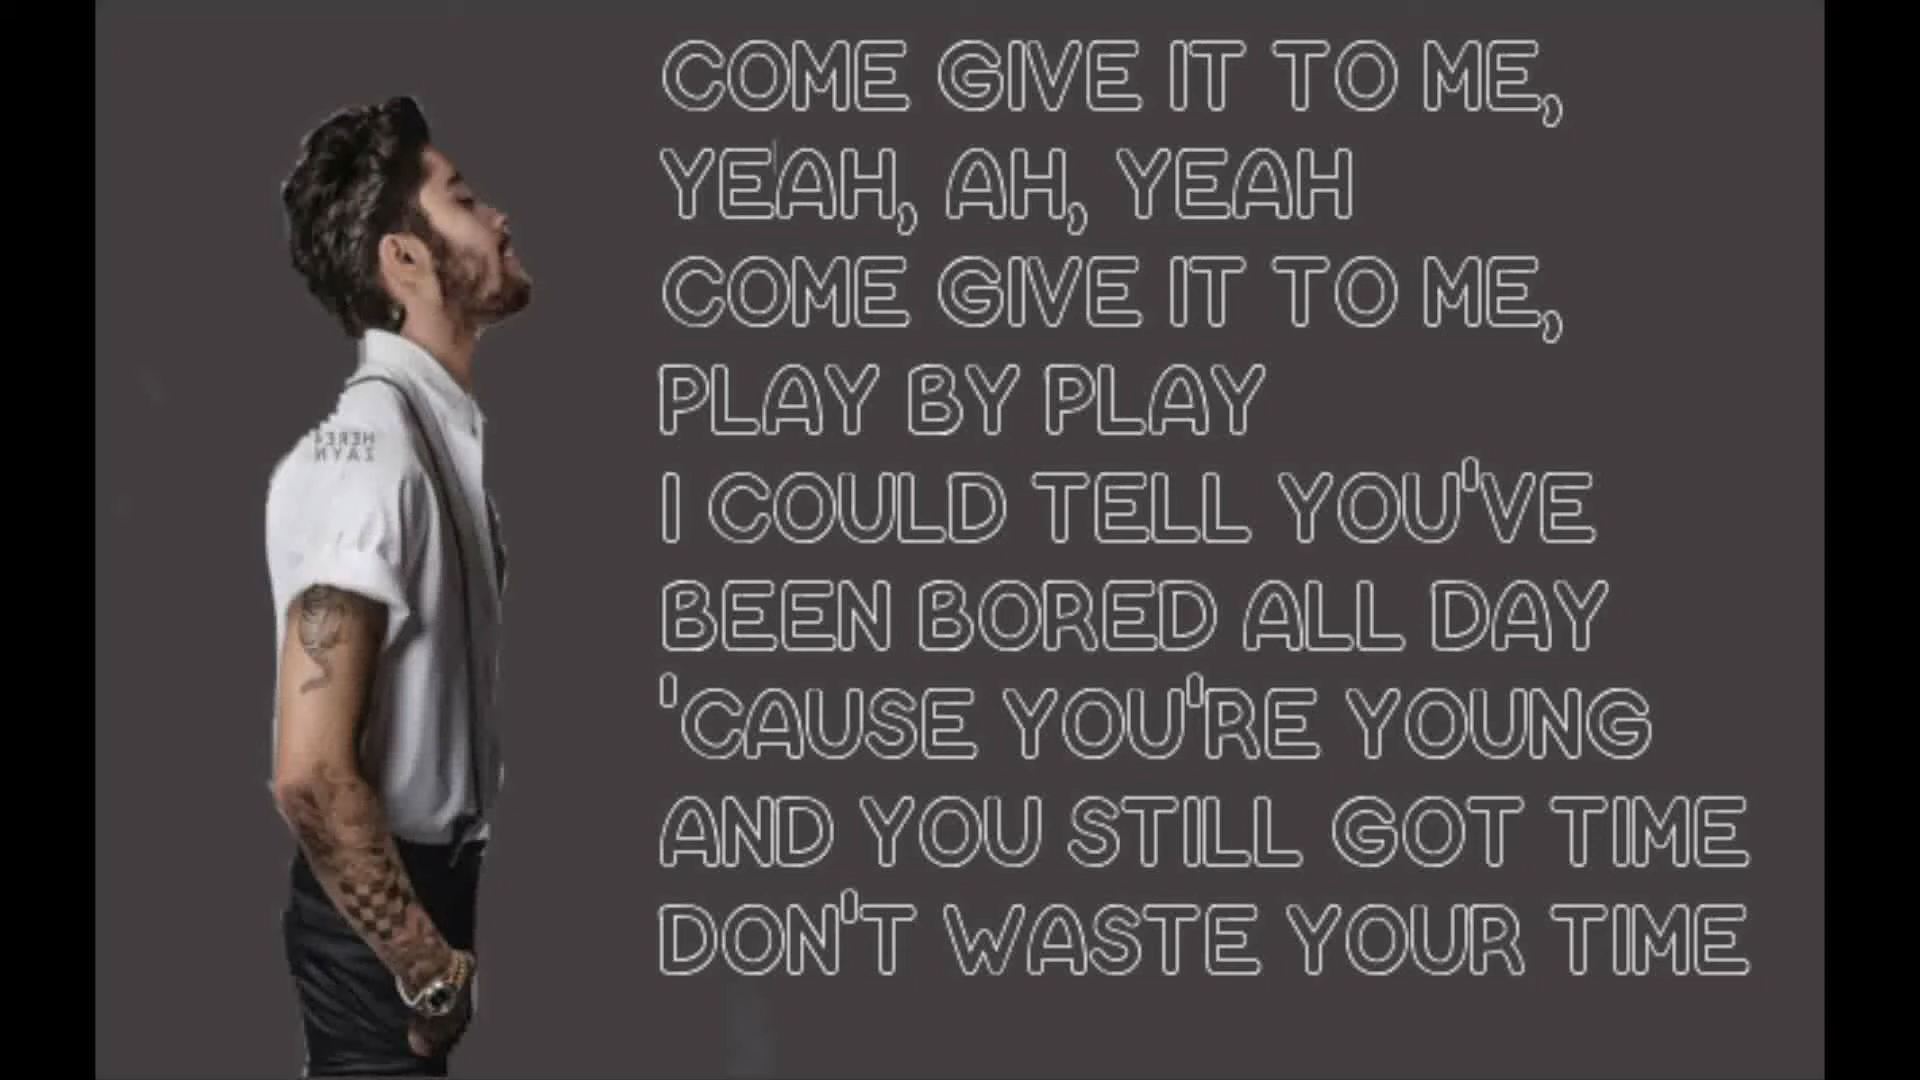 COME GIVE IT TO ME,
YEAH, AH, YEAH
COME GIVE IT TO ME,
PLAY BY PLAY
I COULD TELL YOU'VE
BEEN BORED ALL DAY
'CAUSE YOU'RE YOUNG
AND YOU STILL GOT TIME
DON'T WASTE YOUR TIME
ZAYN